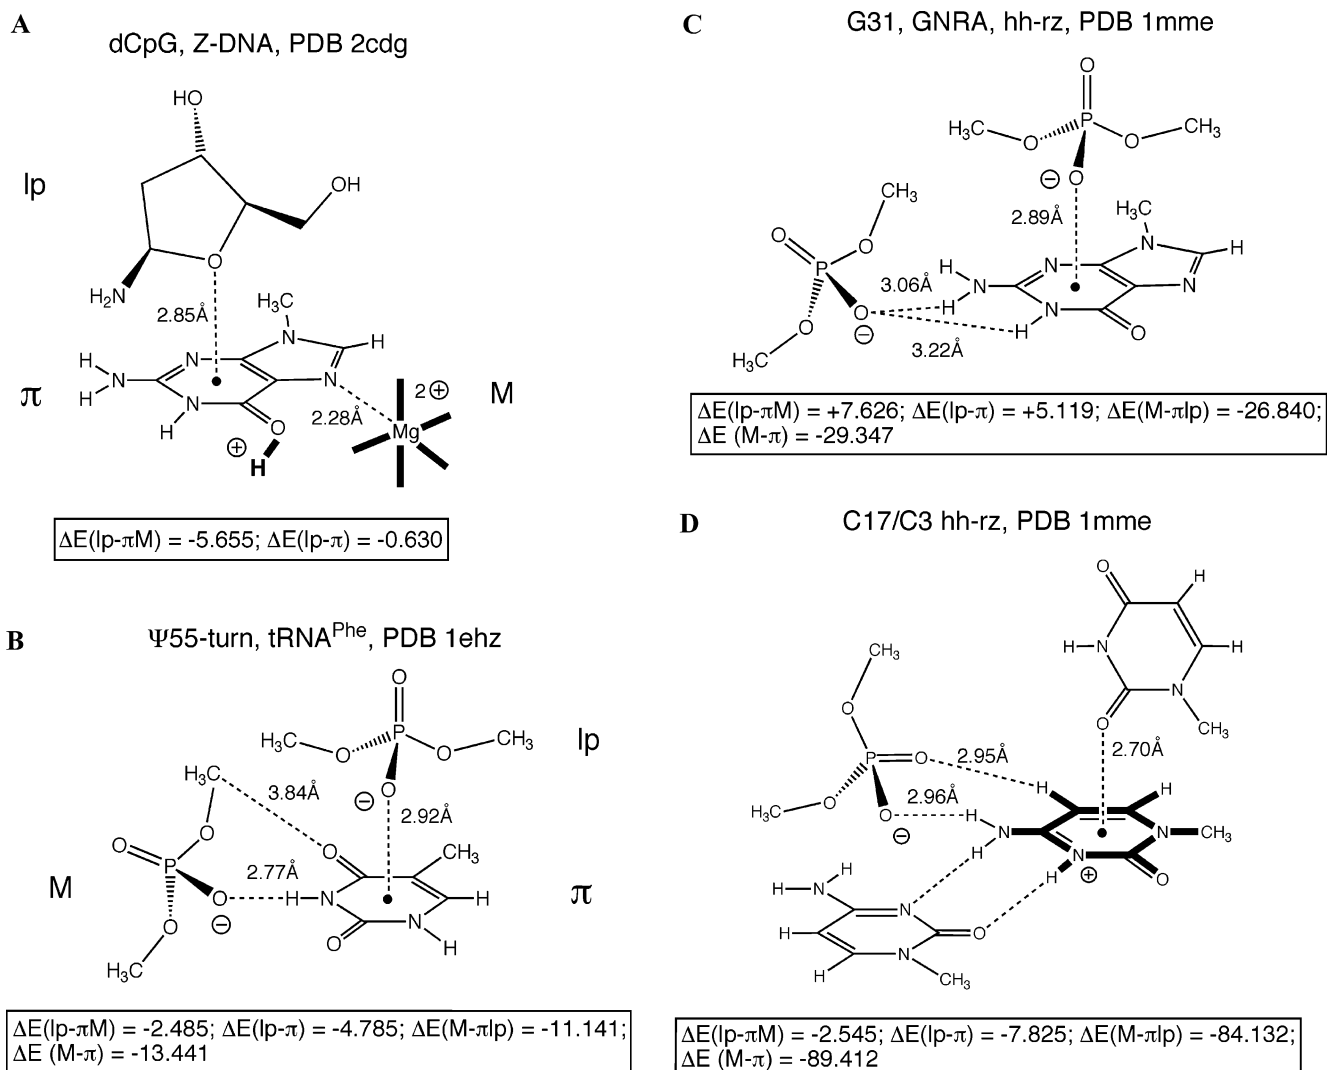 A
dCpG, Z-DNA, PDB 2cdg
HO
lp
OH
O
H₂N
2.85Å
H₃C
N
H
N
H
N
H
π
N
N
H
O
⊕
H
2.28Å
2⊕
Mg
M
ΔE(lp-πM) = -5.655; ΔE(lp-π) = -0.630
B
Ψ55-turn, tRNAPhe, PDB 1ehz
O
P
H₃C
O
O
CH₃
lp
O
⊖
H₃C
3.84Å
2.92Å
O
O
P
2.77Å
O
CH₃
M
O
⊖
H
N
H
π
O
O
N
H
H₃C
ΔE(lp-πM) = -2.485; ΔE(lp-π) = -4.785; ΔE(M-πlp) = -11.141;
ΔE (M-π) = -13.441
C
G31, GNRA, hh-rz, PDB 1mme
O
P
H₃C
O
O
CH₃
O
⊖
CH₃
2.89Å
H₃C
O
O
P
N
H
H
N
3.06Å
N
H
N
O
⊖
H
N
O
O
H₃C
3.22Å
ΔE(lp-πM) = +7.626; ΔE(lp-π) = +5.119; ΔE(M-πlp) = -26.840;
ΔE (M-π) = -29.347
D
C17/C3 hh-rz, PDB 1mme
O
H
H
N
H
N
O
CH₃
CH₃
O
2.70Å
P
O
2.95Å
H₃C
O
2.96Å
O
⊖
H
H
H
N
N
CH₃
H
N
⊕
H
O
H
N
H
N
H
O
N
H
CH₃
ΔE(lp-πM) = -2.545; ΔE(lp-π) = -7.825; ΔE(M-πlp) = -84.132;
ΔE (M-π) = -89.412